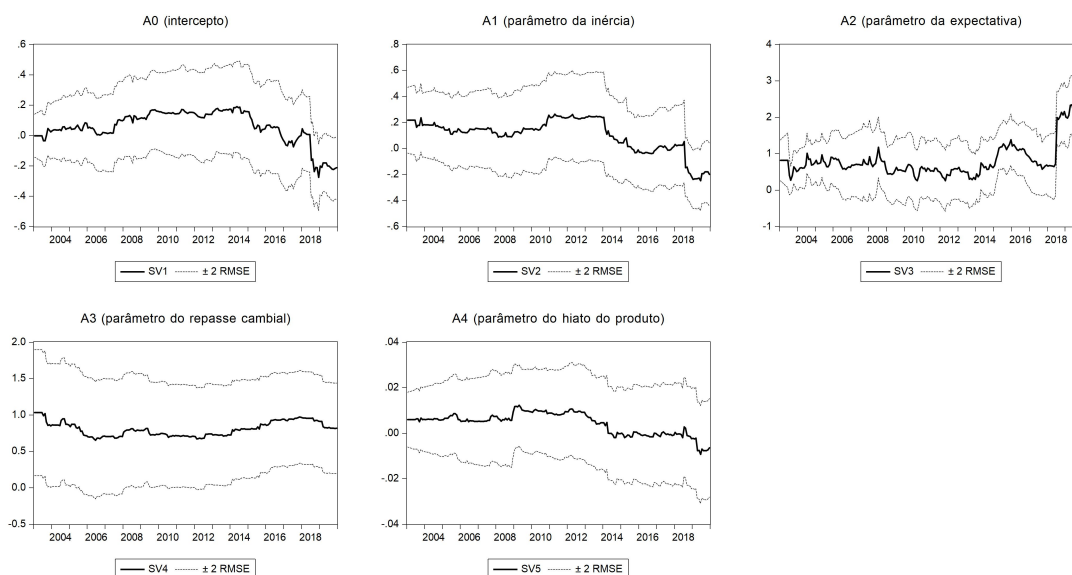 A0 (intercepto)
.6
.4
.2
.0
-.2
-.4
-.6
2004 2006 2008 2010 2012 2014 2016 2018
SV1 ± 2 RMSE
A1 (parâmetro da inércia)
.8
.6
.4
.2
.0
-.2
-.4
-.6
2004 2006 2008 2010 2012 2014 2016 2018
SV2 ± 2 RMSE
A2 (parâmetro da expectativa)
4
3
2
1
0
-1
2004 2006 2008 2010 2012 2014 2016 2018
SV3 ± 2 RMSE
A3 (parâmetro do repasse cambial)
2.0
1.5
1.0
0.5
0.0
-0.5
2004 2006 2008 2010 2012 2014 2016 2018
SV4 ± 2 RMSE
A4 (parâmetro do hiato do produto)
.04
.02
.00
-.02
-.04
2004 2006 2008 2010 2012 2014 2016 2018
SV5 ± 2 RMSE